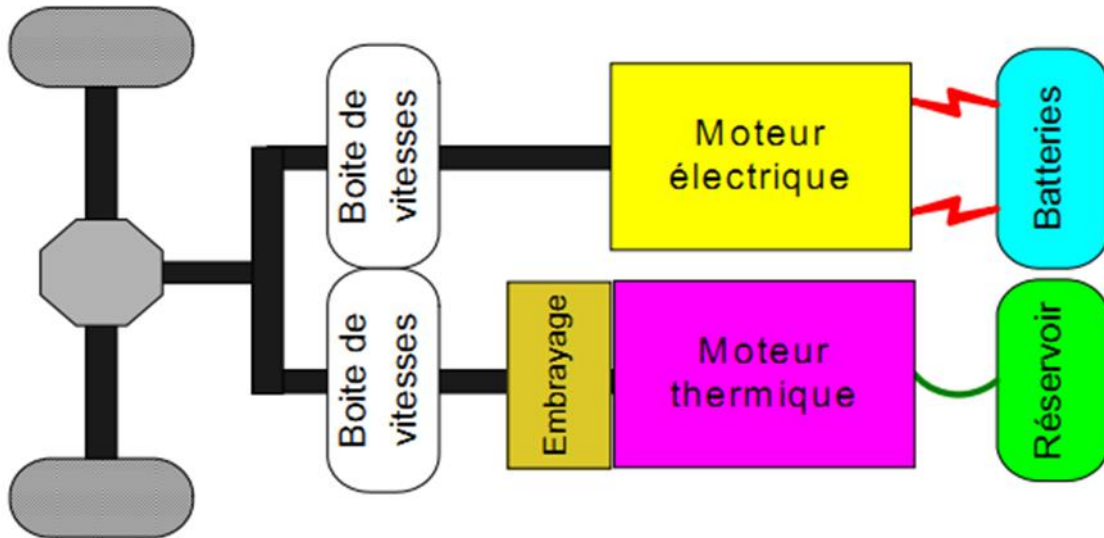 Boite de
vitesses
Moteur
électrique
Batteries
Boite de
vitesses
Embrayage
Moteur
thermique
Réservoir